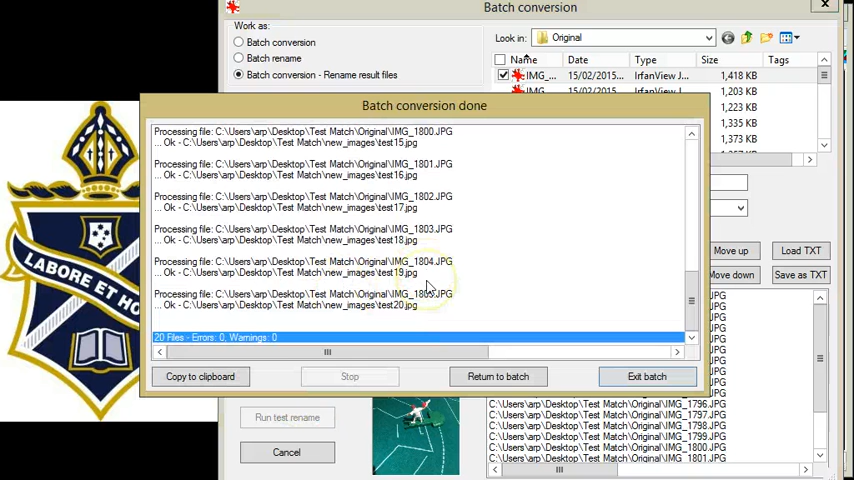 Batch conversion
Work as:
Batch conversion
Batch rename
Batch conversion - Rename result files
Look in:
Original
Name Date Type Size Tags
IMG_... 15/02/2015... IrfanView J... 1,418 KB
1,203 KB
1,223 KB
1,335 KB
1,373 KB
Batch conversion done
Processing file: C:\Users\arp\Desktop\Test Match\Original\IMG_1800.JPG
... Ok - C:\Users\arp\Desktop\Test Match\new_images\test15.jpg
Processing file: C:\Users\arp\Desktop\Test Match\Original\IMG_1801.JPG
... Ok - C:\Users\arp\Desktop\Test Match\new_images\test16.jpg
Processing file: C:\Users\arp\Desktop\Test Match\Original\IMG_1802.JPG
... Ok - C:\Users\arp\Desktop\Test Match\new_images\test17.jpg
Processing file: C:\Users\arp\Desktop\Test Match\Original\IMG_1803.JPG
... Ok - C:\Users\arp\Desktop\Test Match\new_images\test18.jpg
Processing file: C:\Users\arp\Desktop\Test Match\Original\IMG_1804.JPG
... Ok - C:\Users\arp\Desktop\Test Match\new_images\test19.jpg
Processing file: C:\Users\arp\Desktop\Test Match\Original\IMG_1805.JPG
... Ok - C:\Users\arp\Desktop\Test Match\new_images\test20.jpg
20 Files - Errors: 0, Warnings: 0
Copy to clipboard
Stop
Return to batch
Exit batch
Move up
Load TXT
Move down
Save as TXT
LABORE ET HO
Run test rename
Cancel
C:\Users\arp\Desktop\Test Match\Original\IMG_1796.JPG
C:\Users\arp\Desktop\Test Match\Original\IMG_1797.JPG
C:\Users\arp\Desktop\Test Match\Original\IMG_1798.JPG
C:\Users\arp\Desktop\Test Match\Original\IMG_1799.JPG
C:\Users\arp\Desktop\Test Match\Original\IMG_1800.JPG
C:\Users\arp\Desktop\Test Match\Original\IMG_1801.JPG